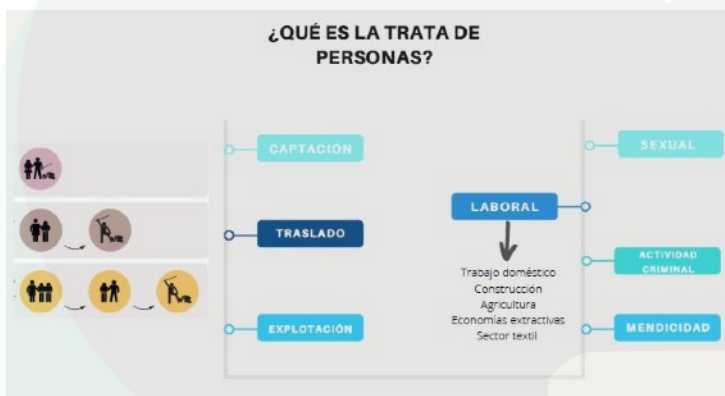 ¿QUÉ ES LA TRATA DE
PERSONAS?
CAPTACIÓN
TRASLADO
EXPLOTACIÓN
LABORAL
Trabajo doméstico
Construcción
Agricultura
Economías extractivas
Sector textil
SEXUAL
ACTIVIDAD
CRIMINAL
MENDICIDAD